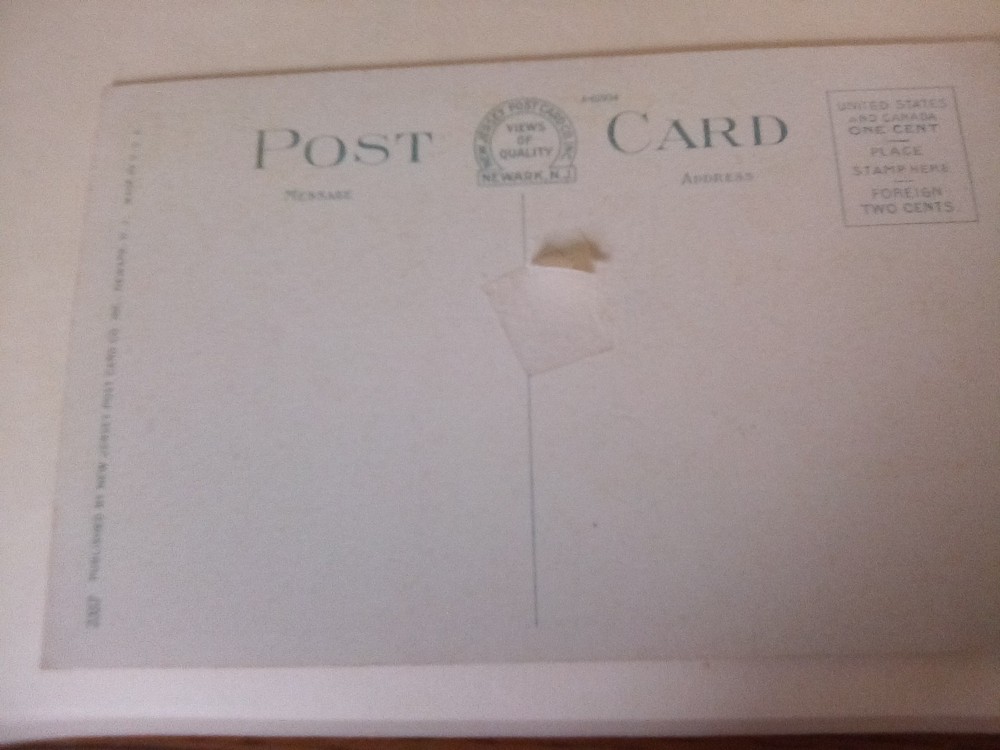 POST CARD
NEW JERSEY POST CARD CO. INC.
VIEWS
OF
QUALITY
NEWARK, N.J.
MESSAGE
ADDRESS
UNITED STATES
AND CANADA
ONE CENT
PLACE
STAMP HERE
FOREIGN
TWO CENTS
PUBLISHED BY NEW JERSEY POST CARD CO. INC. NEWARK, N. J.